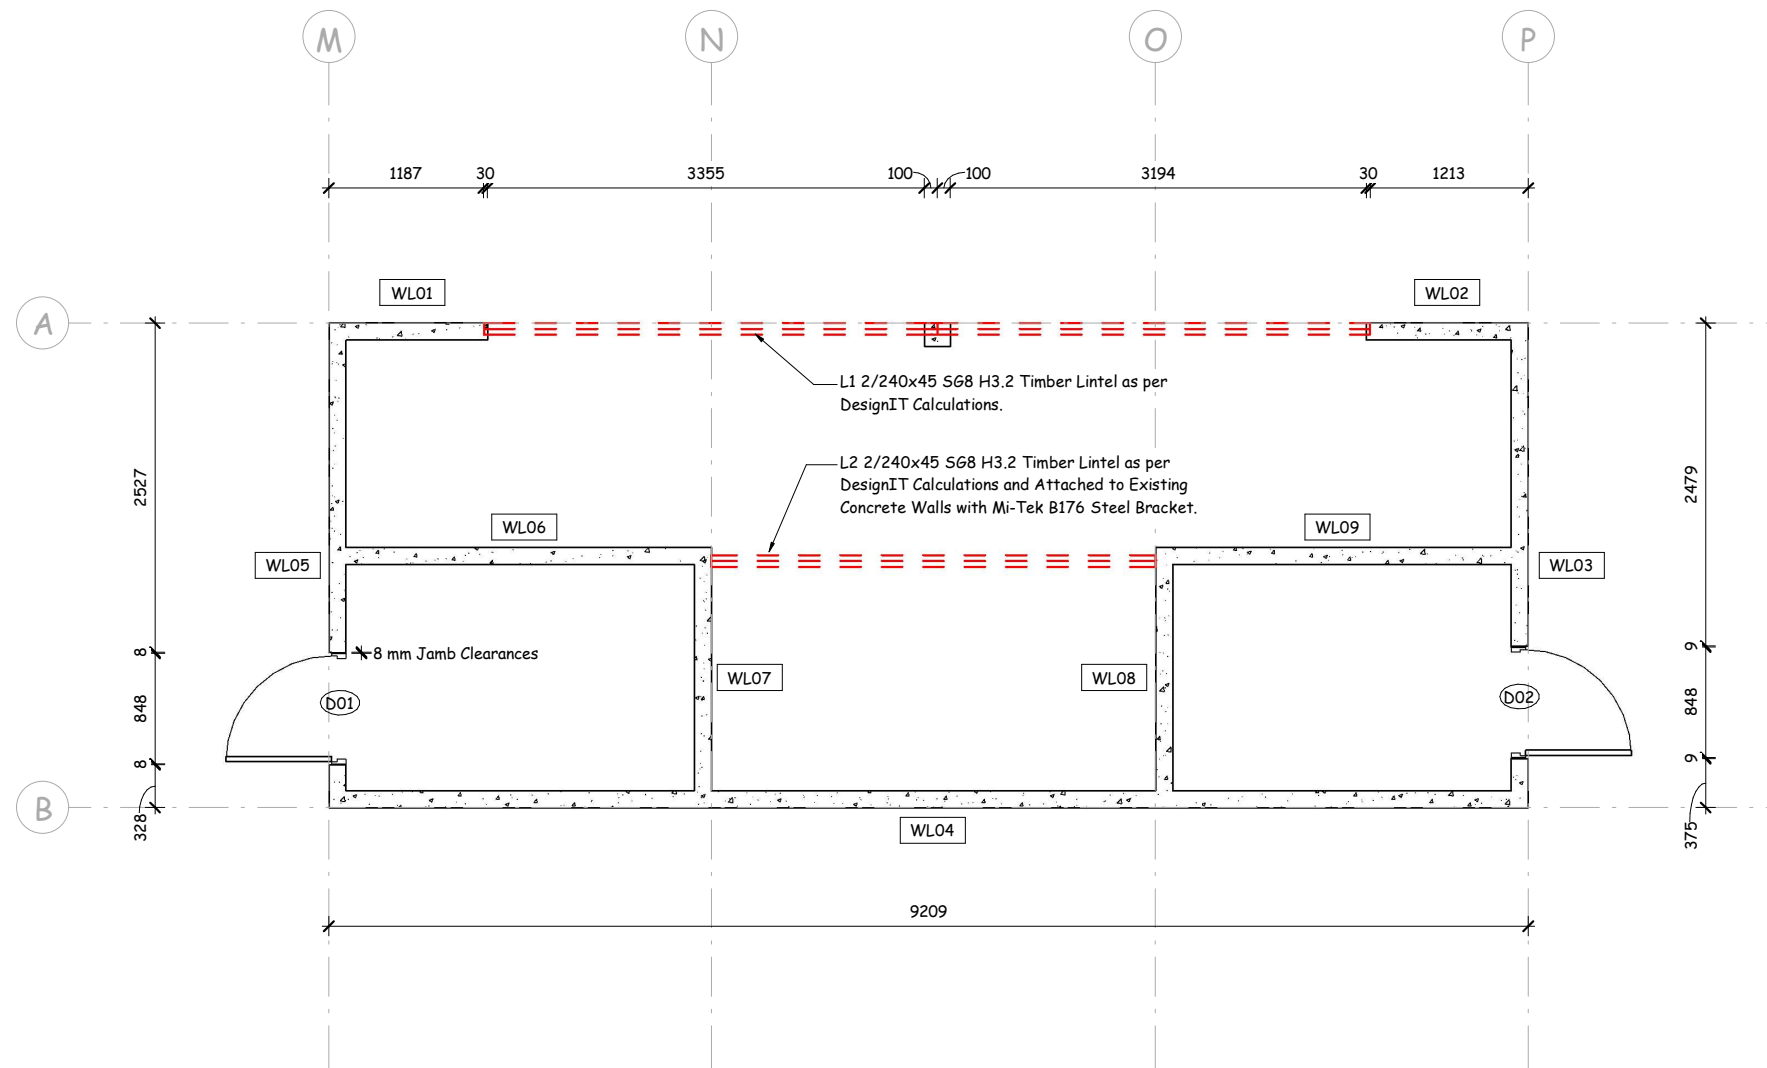 M
N
O
P
1187
30
3355
100
100
3194
30
1213
WL01
WL02
A
L1 2/240x45 SG8 H3.2 Timber Lintel as per
DesignIT Calculations.
L2 2/240x45 SG8 H3.2 Timber Lintel as per
DesignIT Calculations and Attached to Existing
Concrete Walls with Mi-Tek B176 Steel Bracket.
2527
2479
WL06
WL09
WL05
WL03
8
8 mm Jamb Clearances
9
WL07
WL08
848
D01
D02
848
8
9
B
328
WL04
375
9209